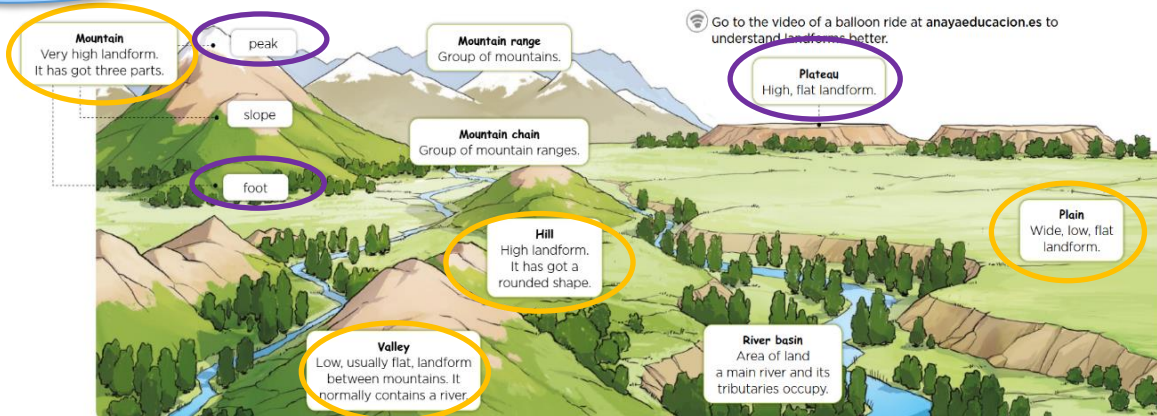 Go to the video of a balloon ride at anayaeducacion.es to
understand landforms better.
Mountain
Very high landform.
It has got three parts.
peak
slope
foot
Mountain range
Group of mountains.
Mountain chain
Group of mountain ranges.
Plateau
High, flat landform.
Hill
High landform.
It has got a
rounded shape.
Plain
Wide, low, flat
landform.
Valley
Low, usually flat, landform
between mountains. It
normally contains a river.
River basin
Area of land
a main river and its
tributaries occupy.